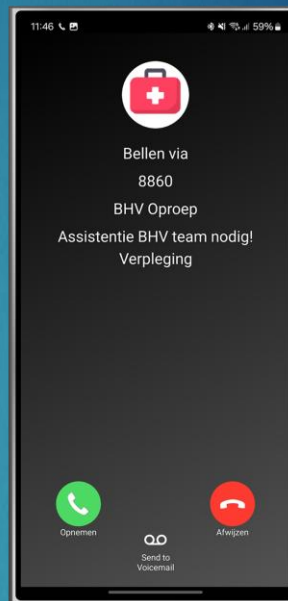 11:46 59%
Bellen via
8860
BHV Oproep
Assistentie BHV team nodig!
Verpleging
Opnemen
Afwijzen
Send to
Voicemail